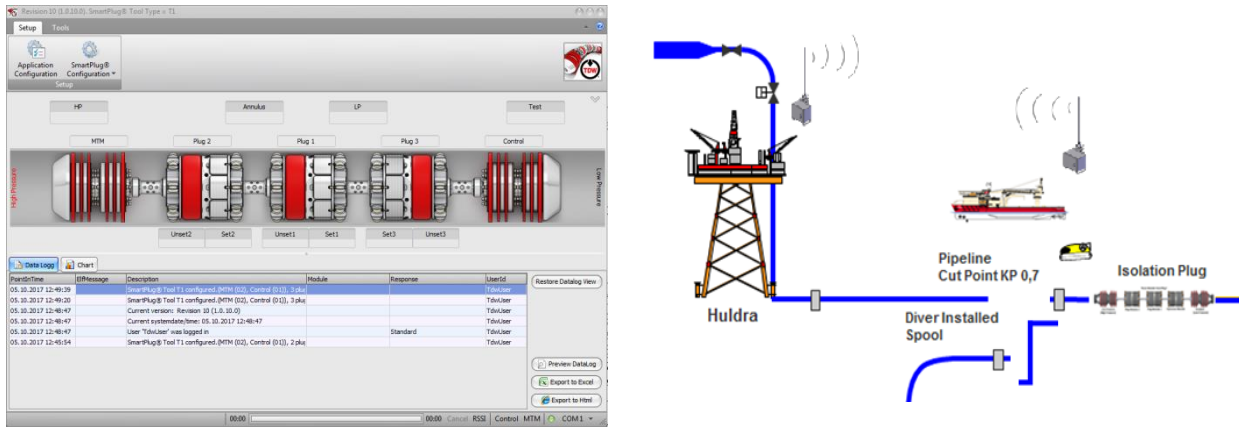 Revision 10 (1.0.10.0). SmartPlug® Tool Type = T1
Setup Tools
Application Configuration
SmartPlug® Configuration
Setup
TDW
HP Annulus LP Test
MTM Plug 2 Plug 1 Plug 3 Control
High Pressure
Low Pressure
Unset2 Set2 Unset1 Set1 Set3 Unset3
Data Logg Chart
PointInTime ElfMessage Description Module Response UserId
05.10.2017 12:49:39 SmartPlug® Tool T1 configured.(MTM (02), Control (01)), 3 plu TdwUser
05.10.2017 12:49:20 SmartPlug® Tool T1 configured.(MTM (02), Control (01)), 3 plu TdwUser
05.10.2017 12:48:47 Current version: Revision 10 (1.0.10.0) TdwUser
05.10.2017 12:48:47 Current systemdate/time: 05.10.2017 12:48:47 TdwUser
05.10.2017 12:48:47 User 'TdwUser' was logged in Standard TdwUser
05.10.2017 12:45:54 SmartPlug® Tool T1 configured.(MTM (02), Control (01)), 2 plu TdwUser
Restore Datalog View
Preview DataLog
Export to Excel
Export to Html
00:00 00:00 Cancel RSSI Control MTM COM1
Pipeline
Cut Point KP 0,7
Isolation Plug
Huldra
Diver Installed
Spool